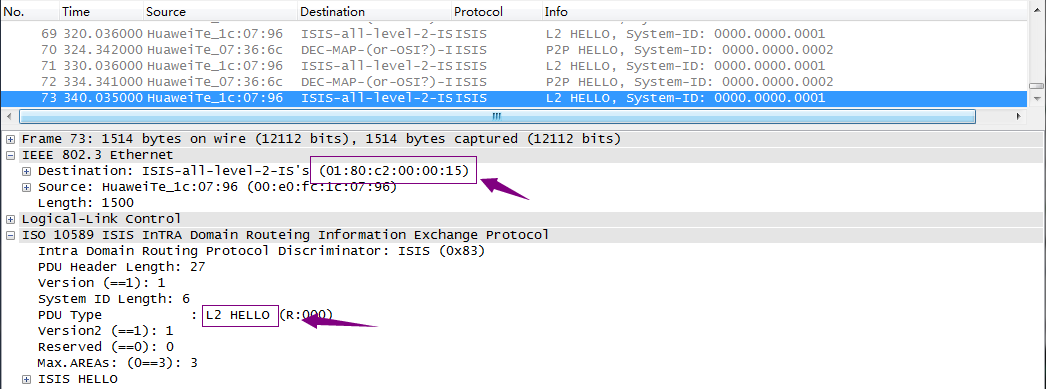 No. Time Source Destination Protocol Info
69 320.036000 HuaweiTe_1c:07:96 ISIS-all-level-2-IS ISIS L2 HELLO, System-ID: 0000.0000.0001
70 324.342000 HuaweiTe_07:36:6c DEC-MAP-(or-OSI?)-I ISIS P2P HELLO, System-ID: 0000.0000.0002
71 330.036000 HuaweiTe_1c:07:96 ISIS-all-level-2-IS ISIS L2 HELLO, System-ID: 0000.0000.0001
72 334.341000 HuaweiTe_07:36:6c DEC-MAP-(or-OSI?)-I ISIS P2P HELLO, System-ID: 0000.0000.0002
73 340.035000 HuaweiTe_1c:07:96 ISIS-all-level-2-IS ISIS L2 HELLO, System-ID: 0000.0000.0001
Frame 73: 1514 bytes on wire (12112 bits), 1514 bytes captured (12112 bits)
IEEE 802.3 Ethernet
Destination: ISIS-all-level-2-IS's (01:80:c2:00:00:15)
Source: HuaweiTe_1c:07:96 (00:e0:fc:1c:07:96)
Length: 1500
Logical-Link Control
ISO 10589 ISIS InTRA Domain Routeing Information Exchange Protocol
Intra Domain Routing Protocol Discriminator: ISIS (0x83)
PDU Header Length: 27
Version (==1): 1
System ID Length: 6
PDU Type : L2 HELLO (R:000)
Version2 (==1): 1
Reserved (==0): 0
Max.AREAs: (0==3): 3
ISIS HELLO